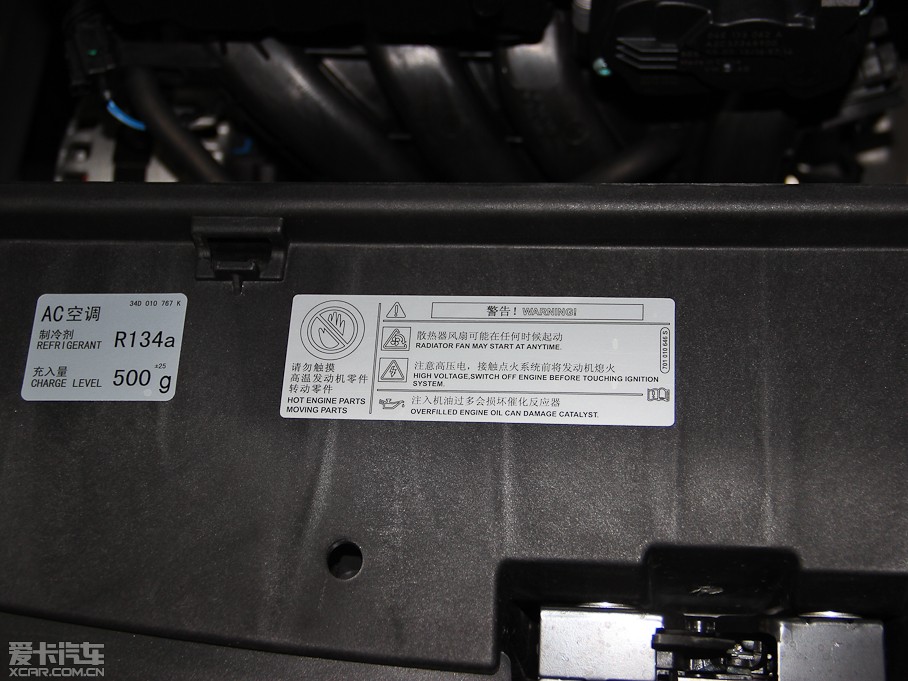 34D 010 767 K
AC空调
制冷剂
REFRIGERANT R134a
充入量
CHARGE LEVEL 500 ±25 g
警告！WARNING!
散热器风扇可能在任何时候起动
RADIATOR FAN MAY START AT ANYTIME.
注意高压电，接触点火系统前将发动机熄火
HIGH VOLTAGE,SWITCH OFF ENGINE BEFORE TOUCHING IGNITION
SYSTEM.
注入机油过多会损坏催化反应器
OVERFILLED ENGINE OIL CAN DAMAGE CATALYST.
请勿触摸
高温发动机零件
转动零件
HOT ENGINE PARTS
MOVING PARTS
701 010 646 S
爱卡汽车
XCAR.COM.CN